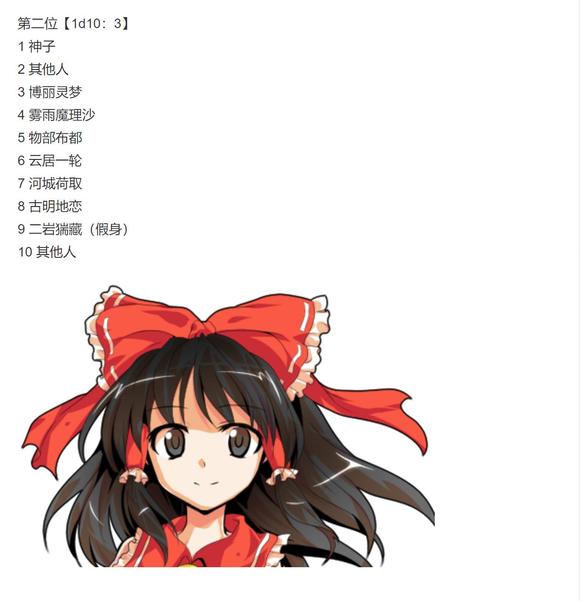 第二位【1d10：3】
1 神子
2 其他人
3 博丽灵梦
4 雾雨魔理沙
5 物部布都
6 云居一轮
7 河城荷取
8 古明地恋
9 二岩猯藏（假身）
10 其他人